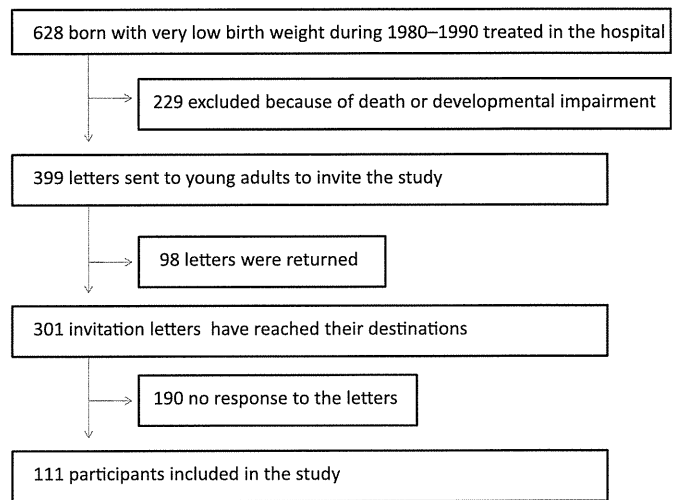 628 born with very low birth weight during 1980–1990 treated in the hospital
229 excluded because of death or developmental impairment
399 letters sent to young adults to invite the study
98 letters were returned
301 invitation letters have reached their destinations
190 no response to the letters
111 participants included in the study